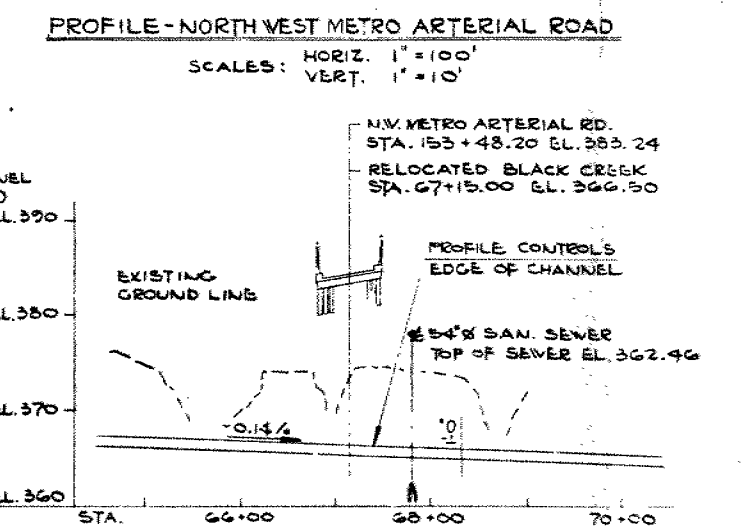 PROFILE - NORTH WEST METRO ARTERIAL ROAD
SCALES: HORIZ. 1" = 100'
VERT. 1" = 10'
N.W. METRO ARTERIAL RD.
STA. 153 + 48.20 EL. 383.24
RELOCATED BLACK CREEK
STA. 67+15.00 EL. 366.50
EL. 390
PROFILE CONTROLS
EDGE OF CHANNEL
EXISTING
GROUND LINE
EL. 380
℄ 54"Ø SAN. SEWER
TOP OF SEWER EL. 362.46
EL. 370
EL. 360
STA. 66+00 68+00 70+00